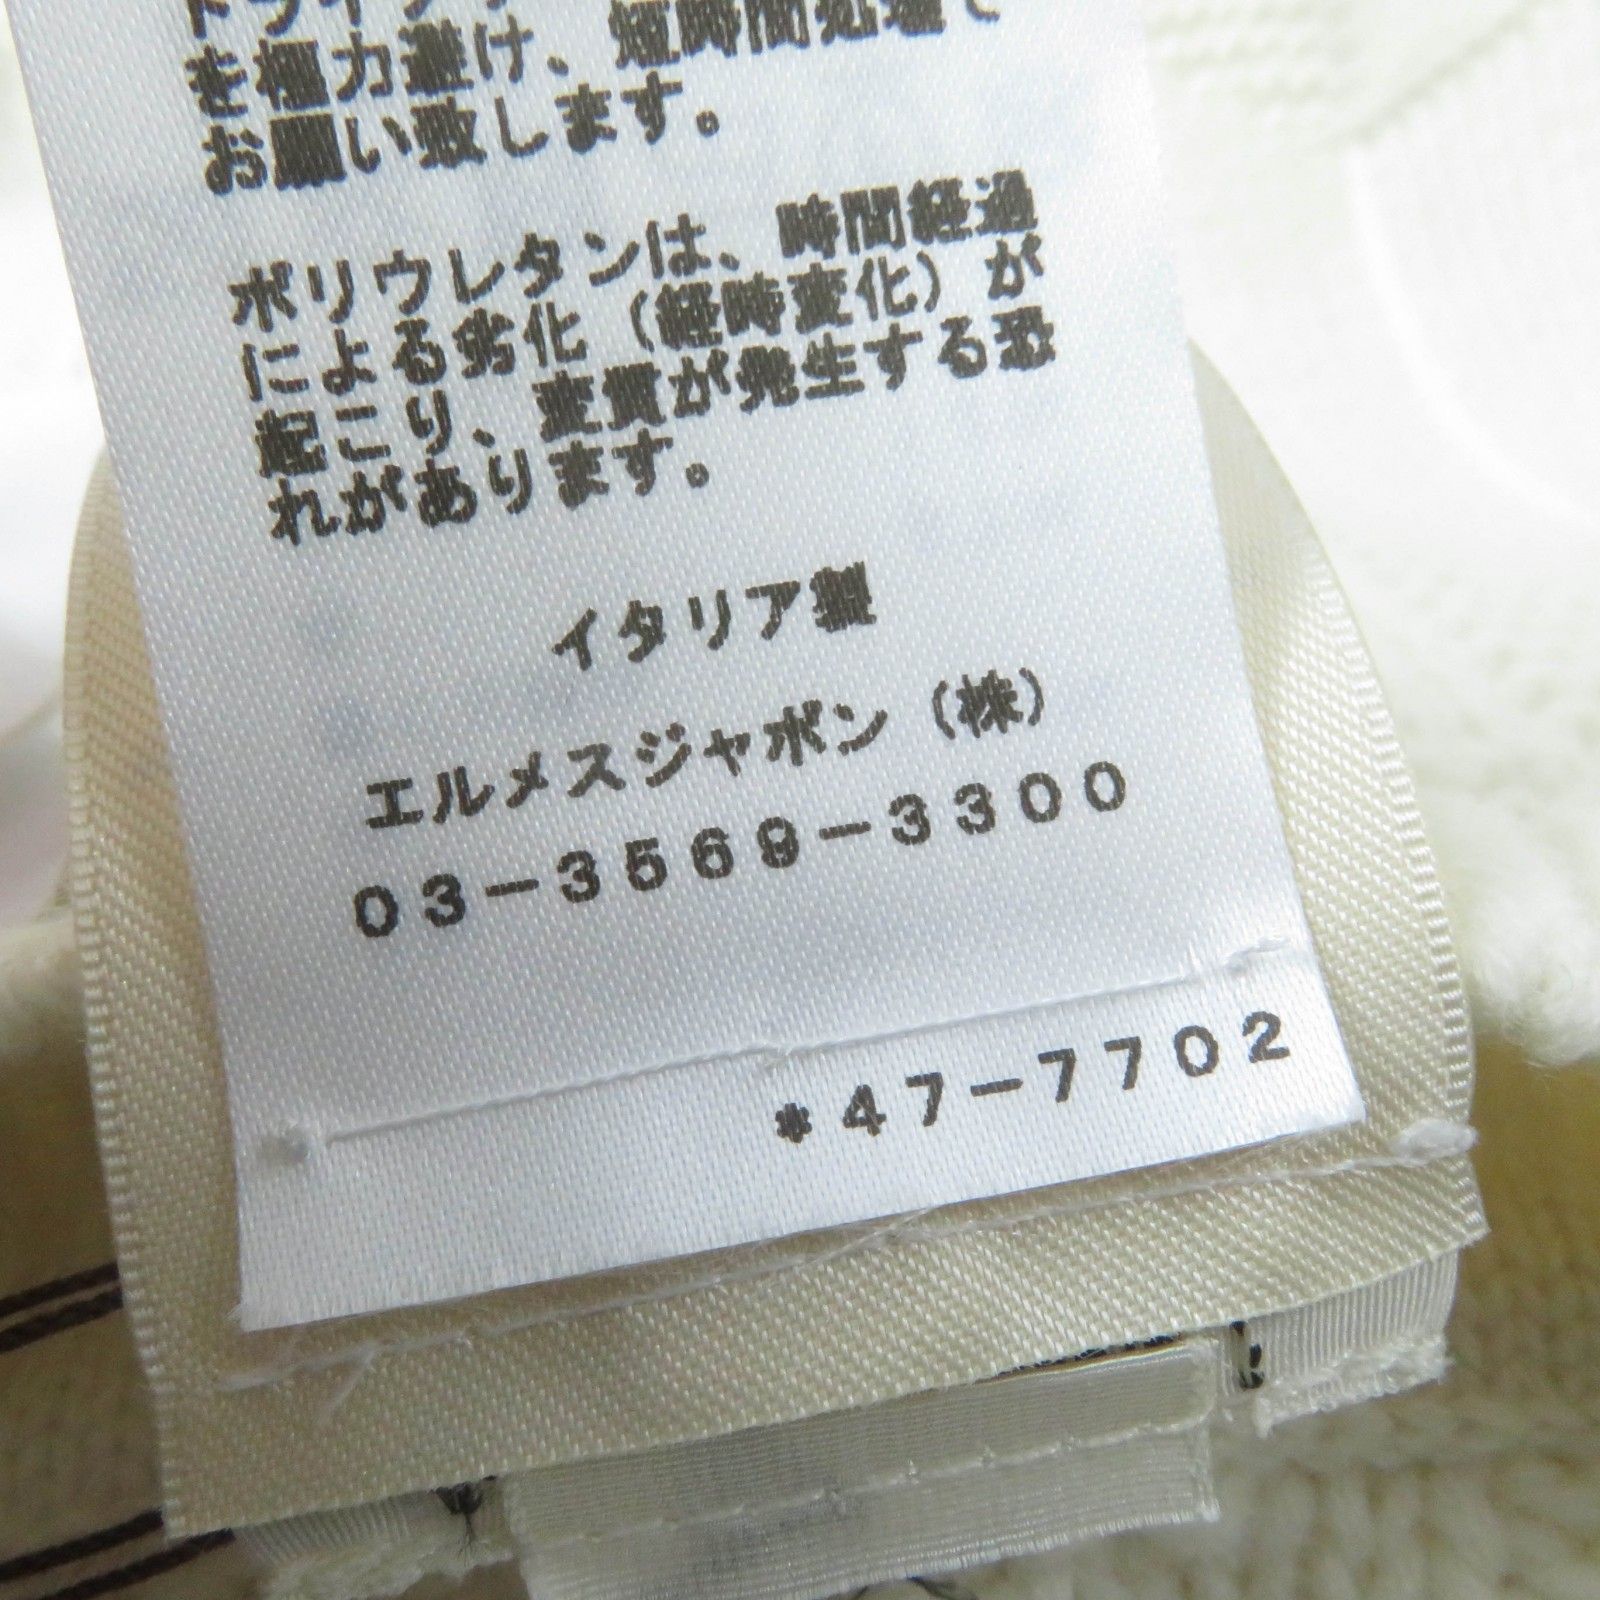 を極力避け、短時間処理で
お願い致します。
ポリウレタンは、時間経過
による劣化（経時変化）が
起こり、変質が発生する恐
れがあります。
イタリア製
エルメスジャポン（株）
03-3569-3300
*47-7702